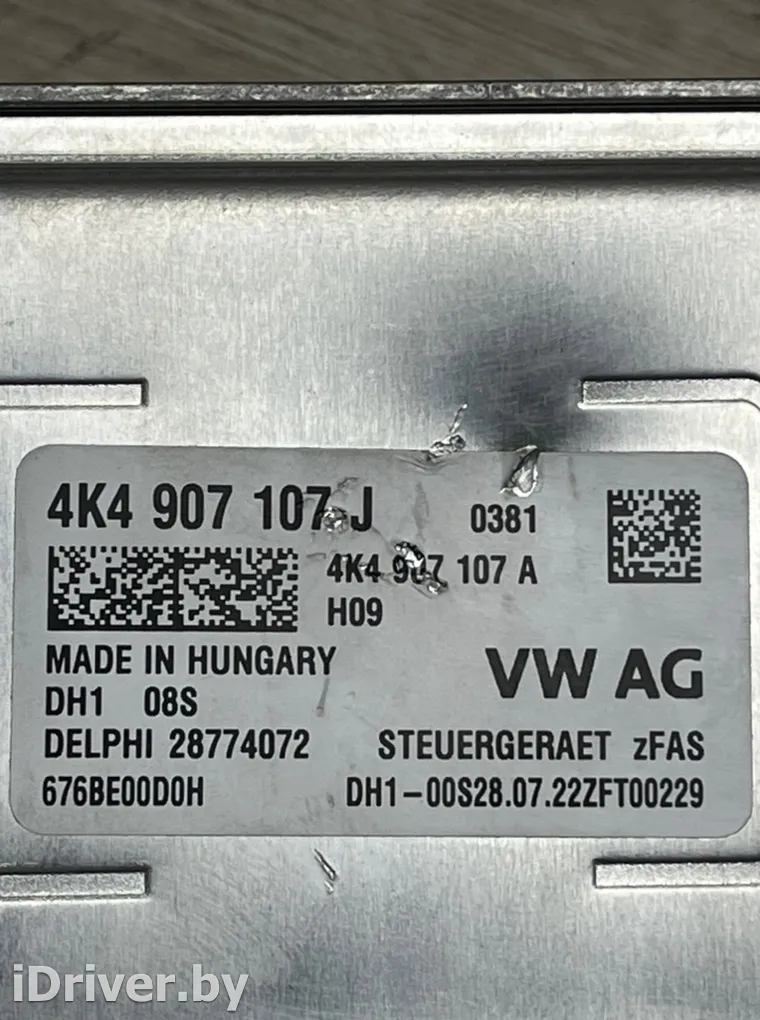 4K4 907 107 J 0381
4K4 907 107 A
H09
MADE IN HUNGARY
VW AG
DH1 08S
DELPHI 28774072 STEUERGERAET zFAS
676BE00D0H DH1-00S28.07.22ZFT00229
iDriver.by